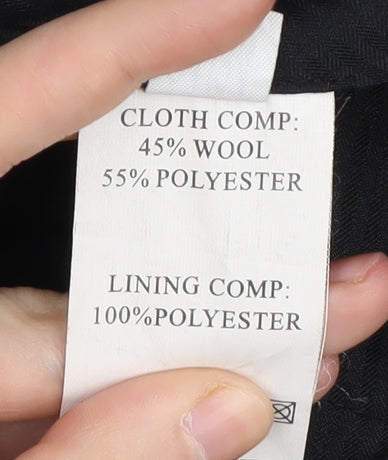 CLOTH COMP:
45% WOOL
55% POLYESTER
LINING COMP:
100%POLYESTER